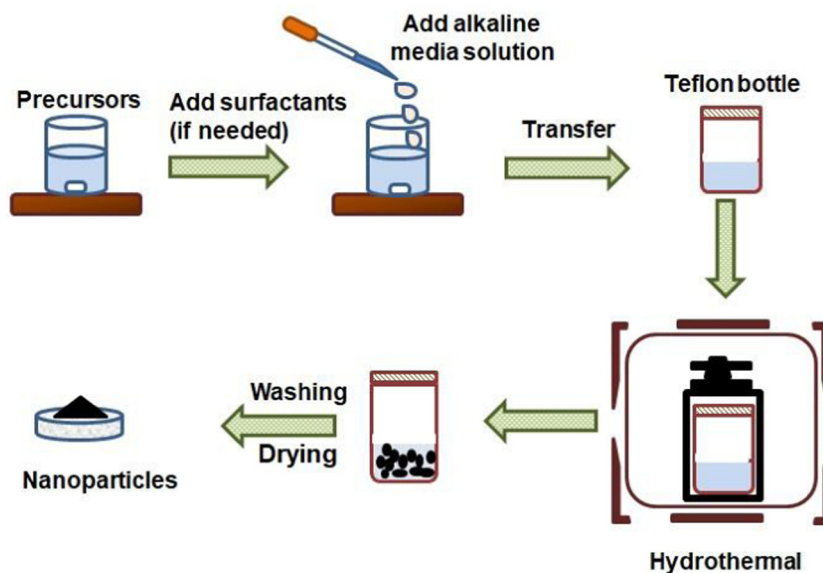 Precursors
Add surfactants
(if needed)
Add alkaline
media solution
Transfer
Teflon bottle
Hydrothermal
Washing
Drying
Nanoparticles